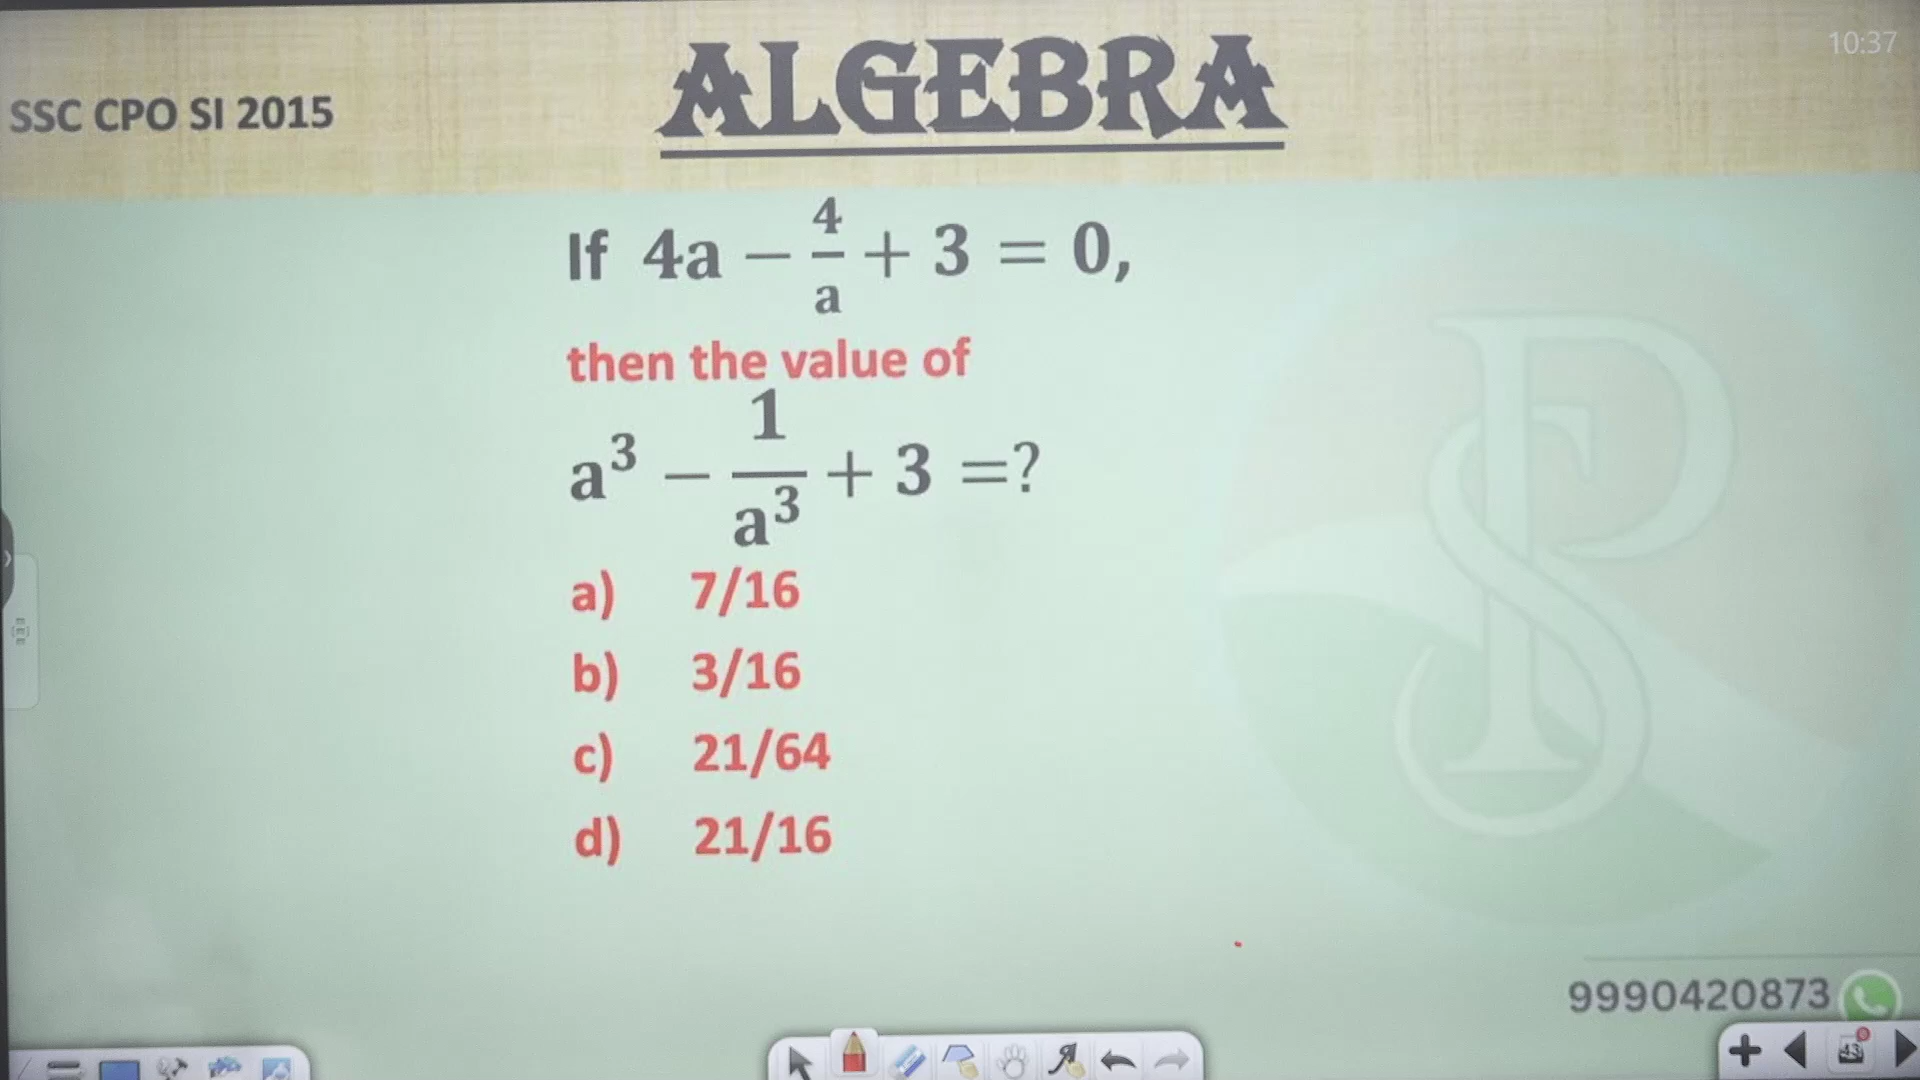 10:37
ALGEBRA
SSC CPO SI 2015
If 4a − 4/a + 3 = 0,
then the value of
a³ − 1/a³ + 3 =?
a) 7/16
b) 3/16
c) 21/64
d) 21/16
9990420873
43